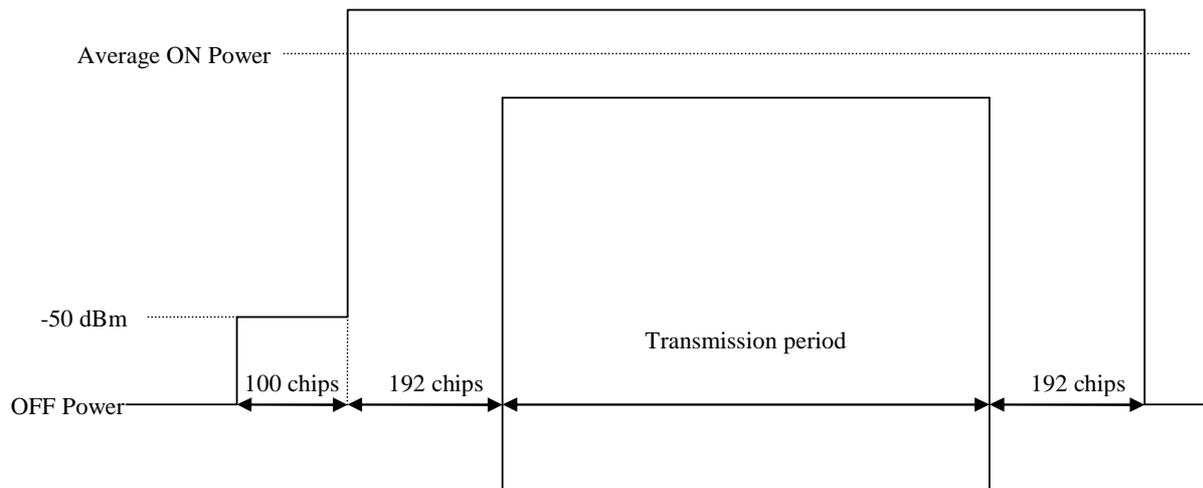 Average ON Power
-50 dBm
Transmission period
100 chips
192 chips
192 chips
OFF Power